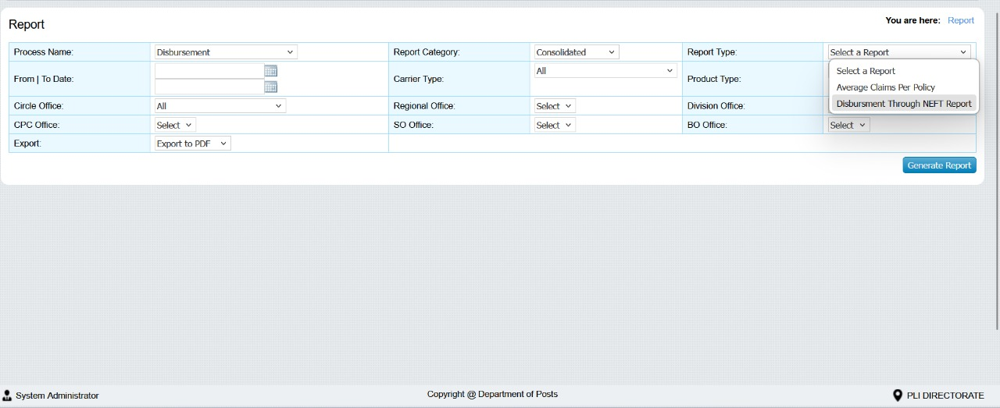 Report
You are here: Report
Process Name: Disbursement Report Category: Consolidated Report Type: Select a Report
Select a Report
From | To Date: Carrier Type: All Product Type:
Average Claims Per Policy
Circle Office: All Regional Office: Select Division Office:
Disbursment Through NEFT Report
CPC Office: Select SO Office: Select BO Office: Select
Export: Export to PDF
Generate Report
System Administrator Copyright @ Department of Posts PLI DIRECTORATE